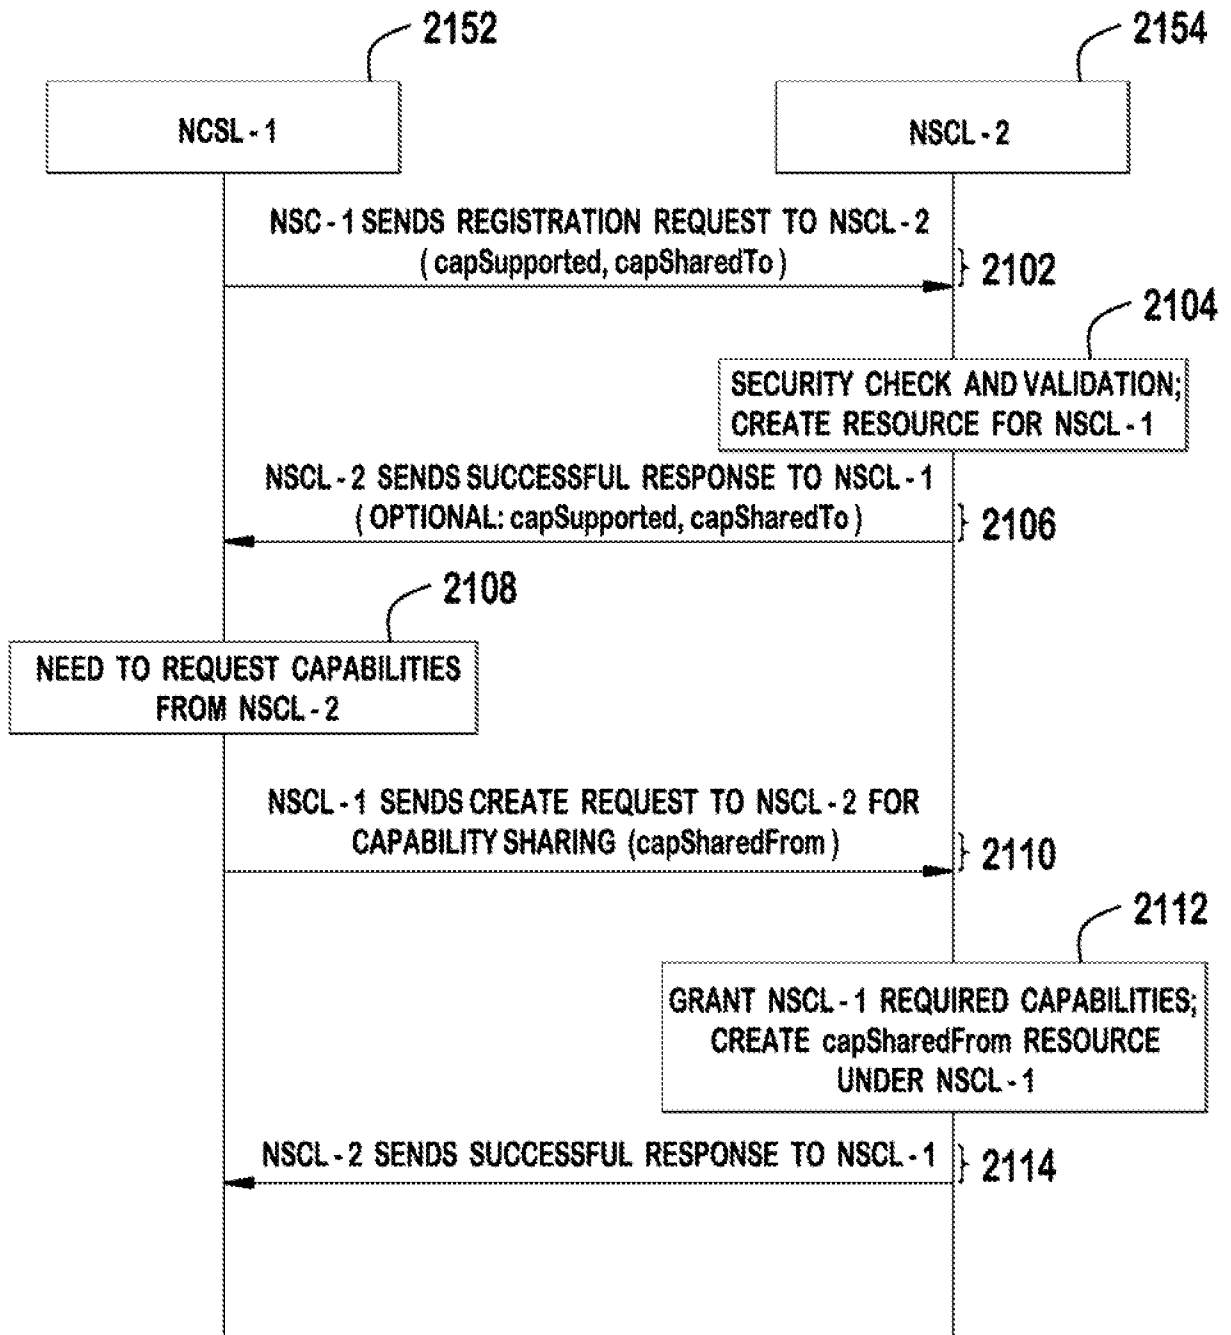 2152
2154
NCSL - 1
NSCL - 2
NSC - 1 SENDS REGISTRATION REQUEST TO NSCL - 2
( capSupported, capSharedTo )
2102
2104
SECURITY CHECK AND VALIDATION;
CREATE RESOURCE FOR NSCL - 1
NSCL - 2 SENDS SUCCESSFUL RESPONSE TO NSCL - 1
( OPTIONAL: capSupported, capSharedTo )
2106
2108
NEED TO REQUEST CAPABILITIES
FROM NSCL - 2
NSCL - 1 SENDS CREATE REQUEST TO NSCL - 2 FOR
CAPABILITY SHARING (capSharedFrom )
2110
2112
GRANT NSCL - 1 REQUIRED CAPABILITIES;
CREATE capSharedFrom RESOURCE
UNDER NSCL - 1
NSCL - 2 SENDS SUCCESSFUL RESPONSE TO NSCL - 1
2114